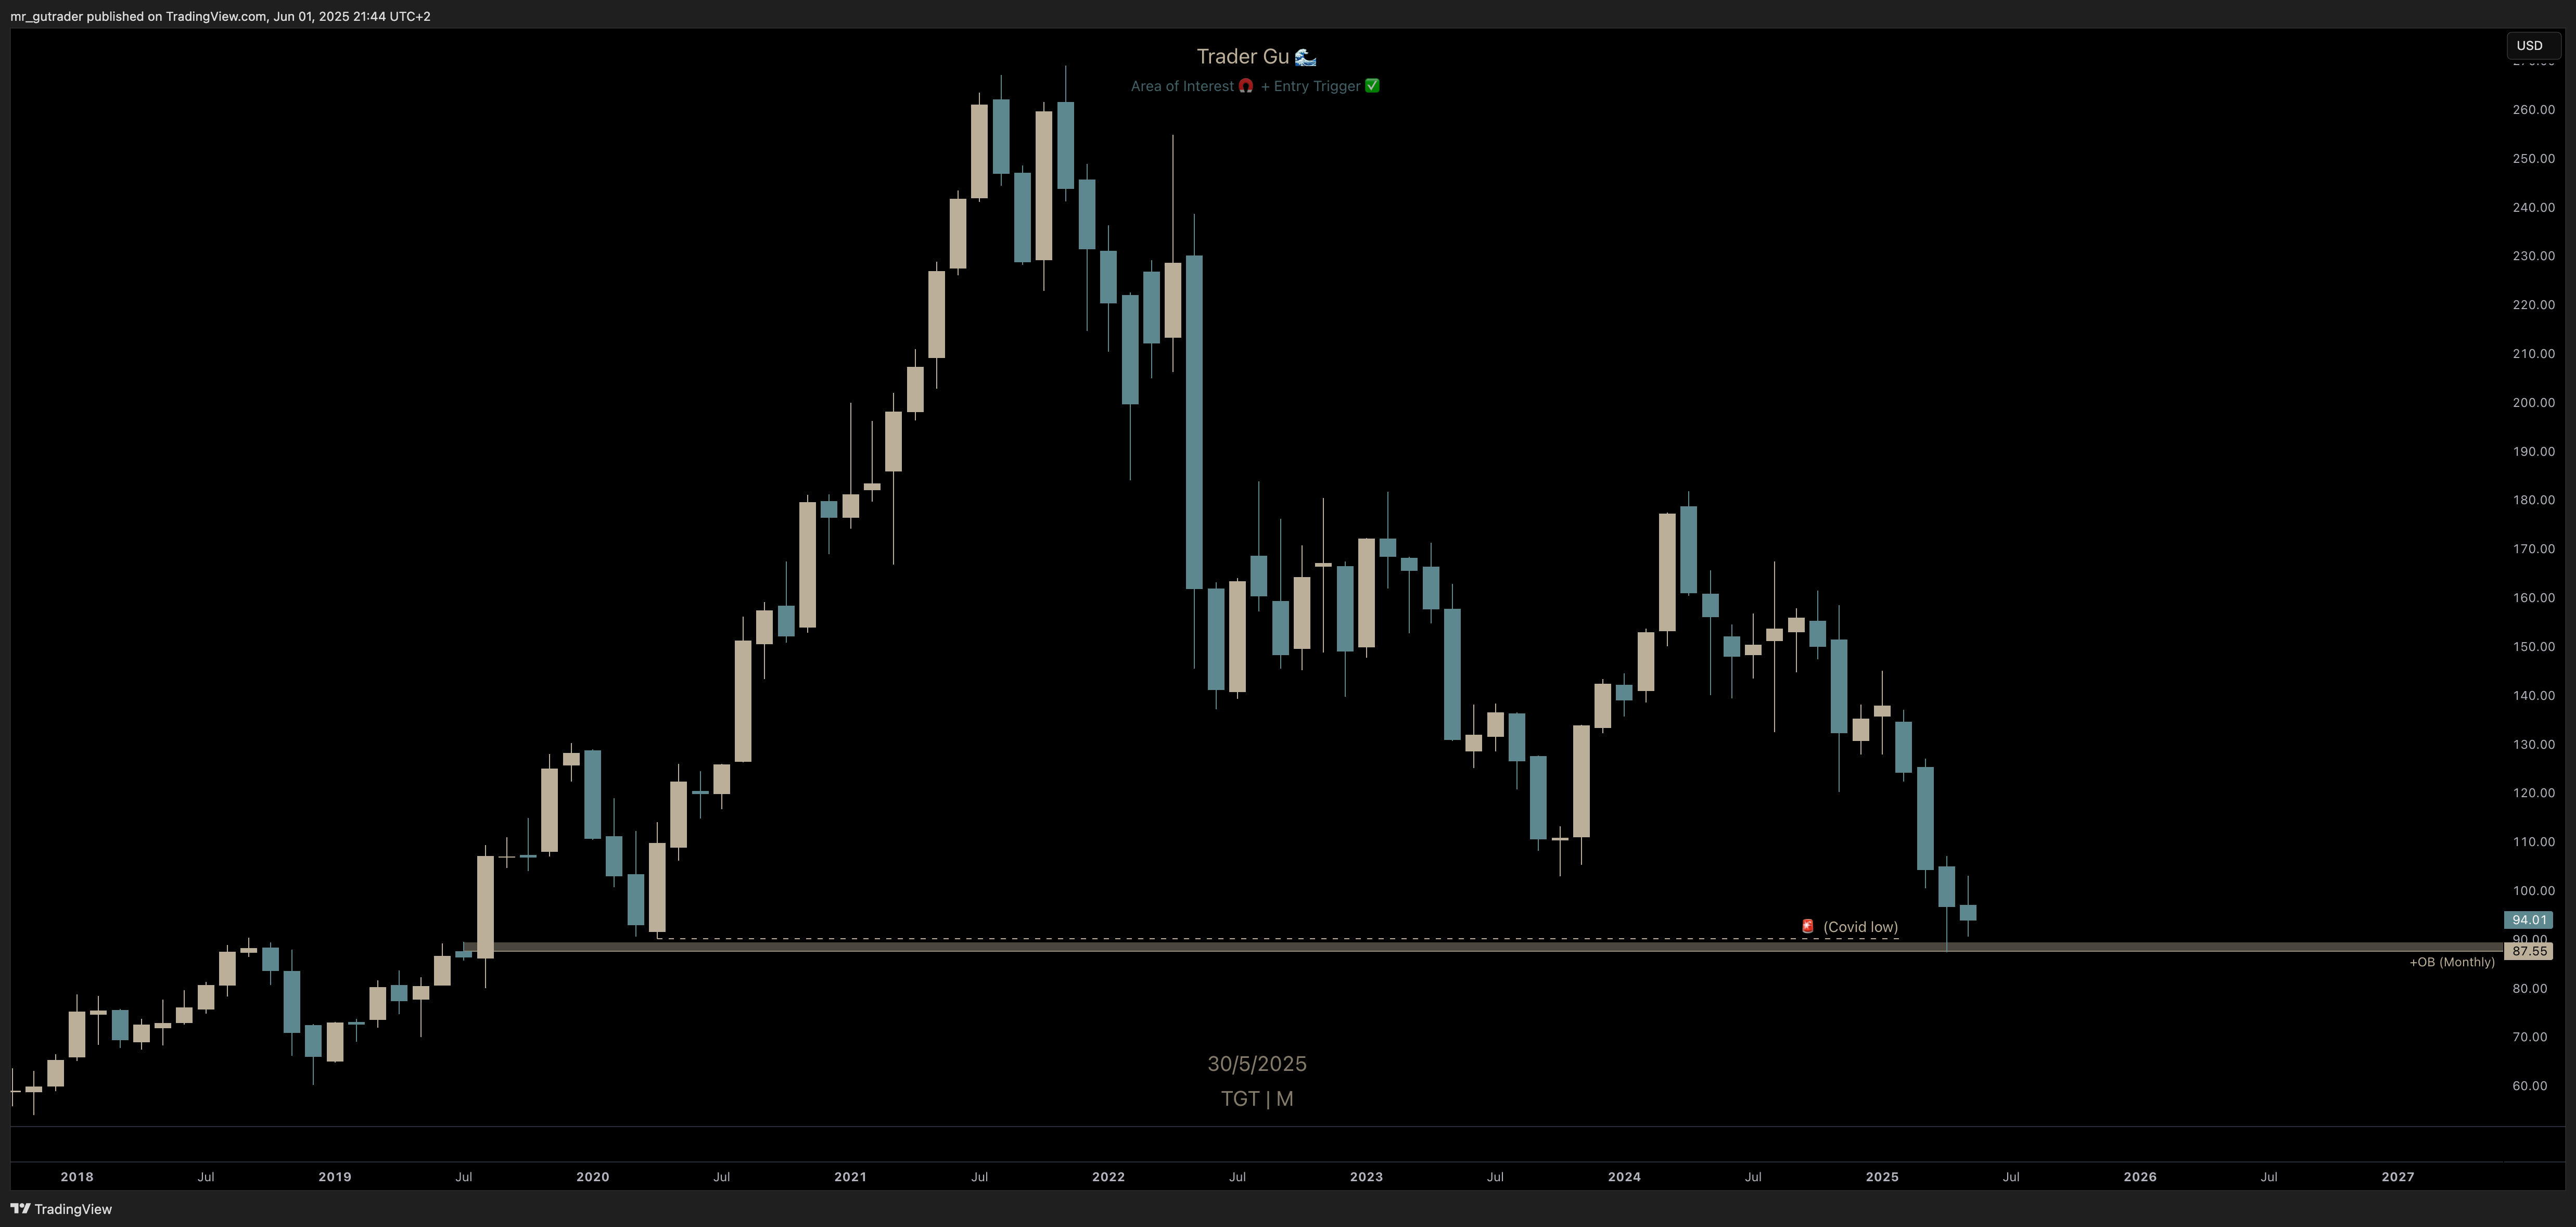 mr_gutrader published on TradingView.com, Jun 01, 2025 21:44 UTC+2
USD
Trader Gu 🌊
Area of Interest 🧲 + Entry Trigger ✅
260.00
250.00
240.00
230.00
220.00
210.00
200.00
190.00
180.00
170.00
160.00
150.00
140.00
130.00
120.00
110.00
100.00
94.01
🚨 (Covid low)
90.00
87.55
+OB (Monthly)
80.00
70.00
60.00
30/5/2025
TGT | M
2018 Jul 2019 Jul 2020 Jul 2021 Jul 2022 Jul 2023 Jul 2024 Jul 2025 Jul 2026 Jul 2027
TradingView